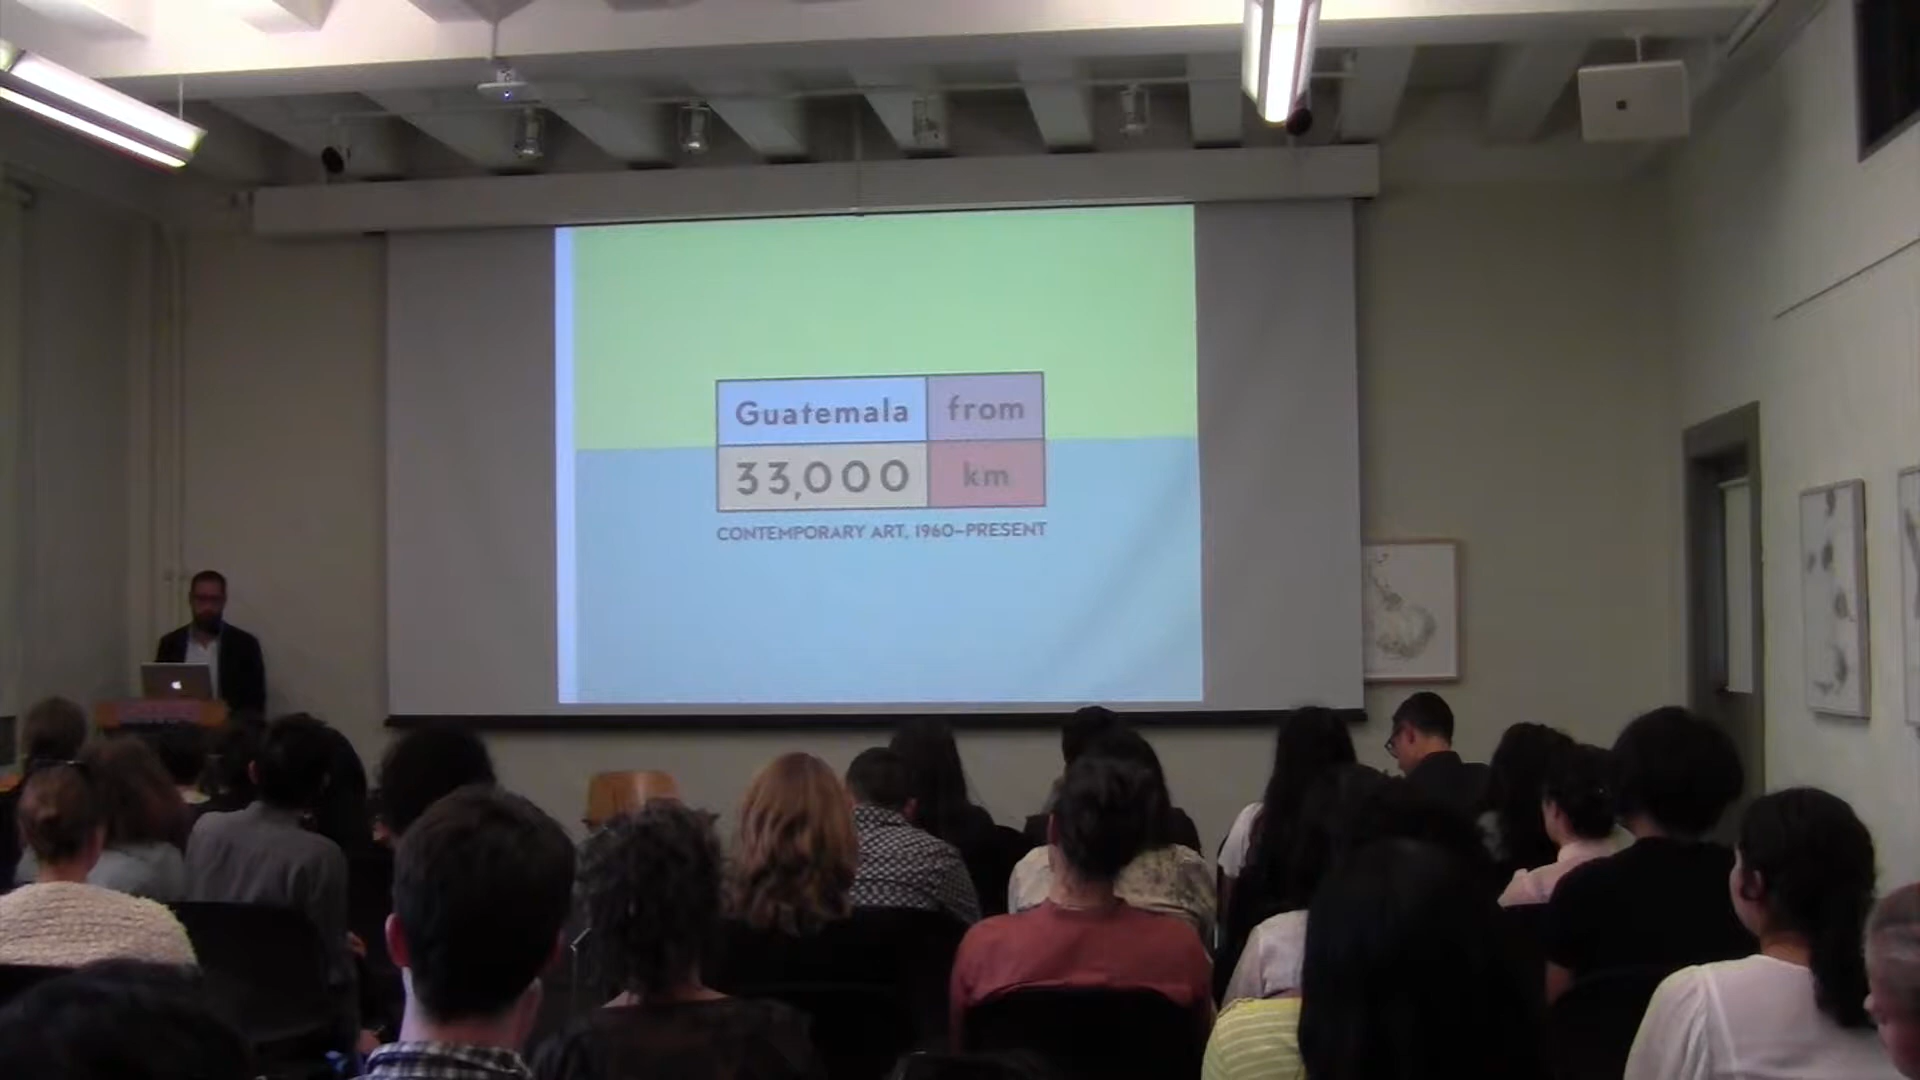 Guatemala from
33,000 km
CONTEMPORARY ART, 1960–PRESENT